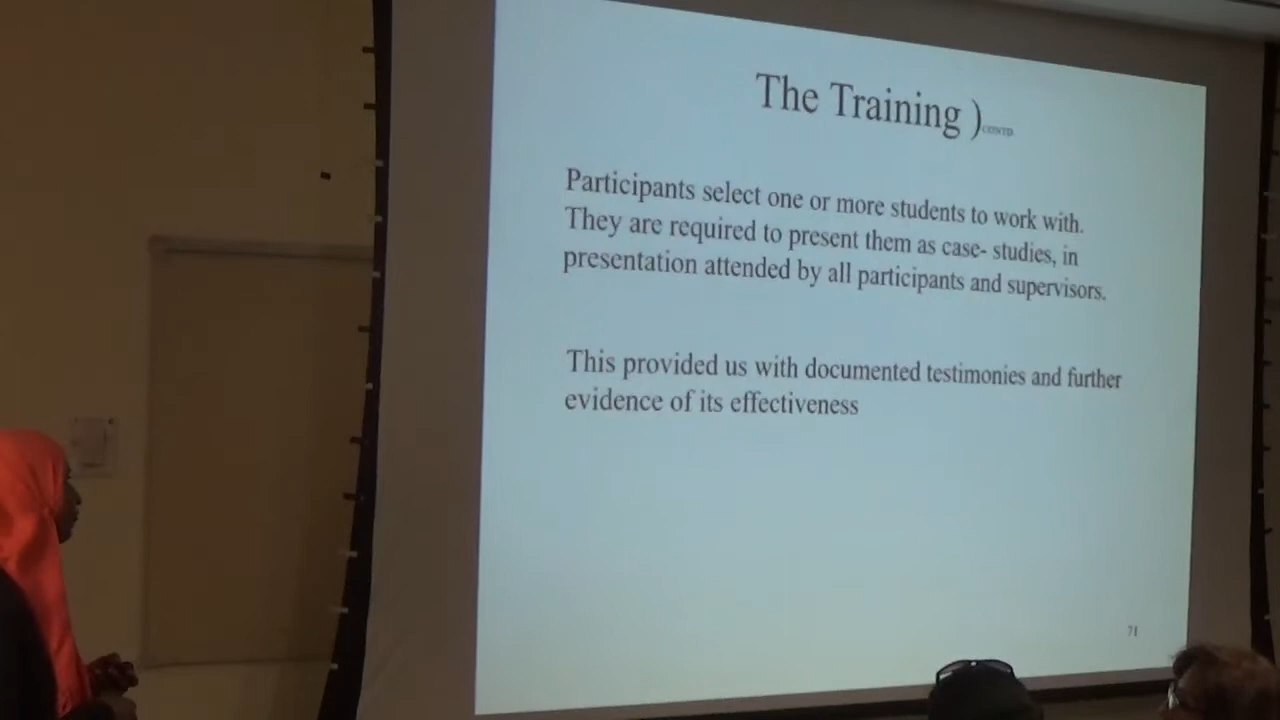 The Training )CONTD.
Participants select one or more students to work with.
They are required to present them as case- studies, in
presentation attended by all participants and supervisors.
This provided us with documented testimonies and further
evidence of its effectiveness
71